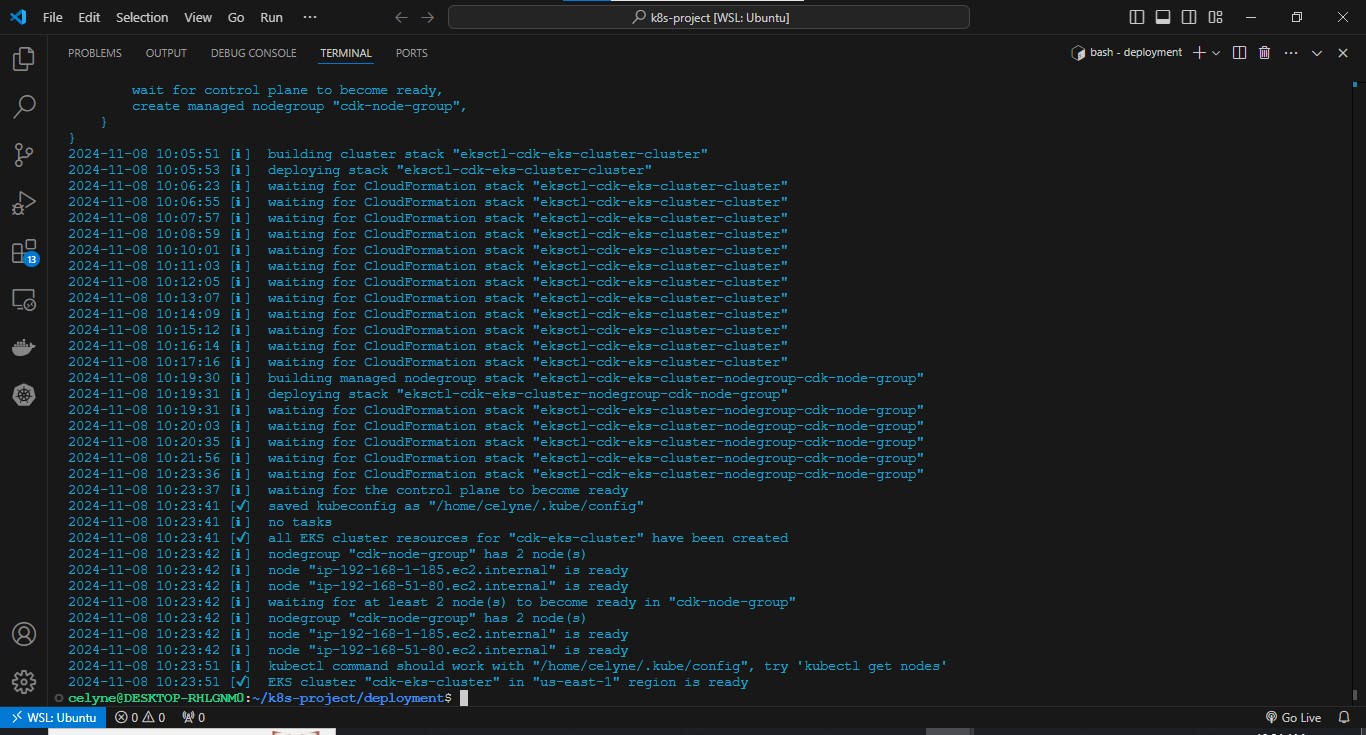 File Edit Selection View Go Run ···
k8s-project [WSL: Ubuntu]
PROBLEMS OUTPUT DEBUG CONSOLE TERMINAL PORTS
bash - deployment
wait for control plane to become ready,
create managed nodegroup "cdk-node-group",
}
}
2024-11-08 10:05:51 [ℹ]  building cluster stack "eksctl-cdk-eks-cluster-cluster"
2024-11-08 10:05:53 [ℹ]  deploying stack "eksctl-cdk-eks-cluster-cluster"
2024-11-08 10:06:23 [ℹ]  waiting for CloudFormation stack "eksctl-cdk-eks-cluster-cluster"
2024-11-08 10:06:55 [ℹ]  waiting for CloudFormation stack "eksctl-cdk-eks-cluster-cluster"
2024-11-08 10:07:57 [ℹ]  waiting for CloudFormation stack "eksctl-cdk-eks-cluster-cluster"
2024-11-08 10:08:59 [ℹ]  waiting for CloudFormation stack "eksctl-cdk-eks-cluster-cluster"
2024-11-08 10:10:01 [ℹ]  waiting for CloudFormation stack "eksctl-cdk-eks-cluster-cluster"
2024-11-08 10:11:03 [ℹ]  waiting for CloudFormation stack "eksctl-cdk-eks-cluster-cluster"
2024-11-08 10:12:05 [ℹ]  waiting for CloudFormation stack "eksctl-cdk-eks-cluster-cluster"
2024-11-08 10:13:07 [ℹ]  waiting for CloudFormation stack "eksctl-cdk-eks-cluster-cluster"
2024-11-08 10:14:09 [ℹ]  waiting for CloudFormation stack "eksctl-cdk-eks-cluster-cluster"
2024-11-08 10:15:12 [ℹ]  waiting for CloudFormation stack "eksctl-cdk-eks-cluster-cluster"
2024-11-08 10:16:14 [ℹ]  waiting for CloudFormation stack "eksctl-cdk-eks-cluster-cluster"
2024-11-08 10:17:16 [ℹ]  waiting for CloudFormation stack "eksctl-cdk-eks-cluster-cluster"
2024-11-08 10:19:30 [ℹ]  building managed nodegroup stack "eksctl-cdk-eks-cluster-nodegroup-cdk-node-group"
2024-11-08 10:19:31 [ℹ]  deploying stack "eksctl-cdk-eks-cluster-nodegroup-cdk-node-group"
2024-11-08 10:19:31 [ℹ]  waiting for CloudFormation stack "eksctl-cdk-eks-cluster-nodegroup-cdk-node-group"
2024-11-08 10:20:03 [ℹ]  waiting for CloudFormation stack "eksctl-cdk-eks-cluster-nodegroup-cdk-node-group"
2024-11-08 10:20:35 [ℹ]  waiting for CloudFormation stack "eksctl-cdk-eks-cluster-nodegroup-cdk-node-group"
2024-11-08 10:21:56 [ℹ]  waiting for CloudFormation stack "eksctl-cdk-eks-cluster-nodegroup-cdk-node-group"
2024-11-08 10:23:36 [ℹ]  waiting for CloudFormation stack "eksctl-cdk-eks-cluster-nodegroup-cdk-node-group"
2024-11-08 10:23:37 [ℹ]  waiting for the control plane to become ready
2024-11-08 10:23:41 [✓]  saved kubeconfig as "/home/celyne/.kube/config"
2024-11-08 10:23:41 [ℹ]  no tasks
2024-11-08 10:23:41 [✓]  all EKS cluster resources for "cdk-eks-cluster" have been created
2024-11-08 10:23:42 [ℹ]  nodegroup "cdk-node-group" has 2 node(s)
2024-11-08 10:23:42 [ℹ]  node "ip-192-168-1-185.ec2.internal" is ready
2024-11-08 10:23:42 [ℹ]  node "ip-192-168-51-80.ec2.internal" is ready
2024-11-08 10:23:42 [ℹ]  waiting for at least 2 node(s) to become ready in "cdk-node-group"
2024-11-08 10:23:42 [ℹ]  nodegroup "cdk-node-group" has 2 node(s)
2024-11-08 10:23:42 [ℹ]  node "ip-192-168-1-185.ec2.internal" is ready
2024-11-08 10:23:42 [ℹ]  node "ip-192-168-51-80.ec2.internal" is ready
2024-11-08 10:23:51 [ℹ]  kubectl command should work with "/home/celyne/.kube/config", try 'kubectl get nodes'
2024-11-08 10:23:51 [✓]  EKS cluster "cdk-eks-cluster" in "us-east-1" region is ready
celyne@DESKTOP-RHLGNM0:~/k8s-project/deployment$
13
WSL: Ubuntu 0 0 0 Go Live